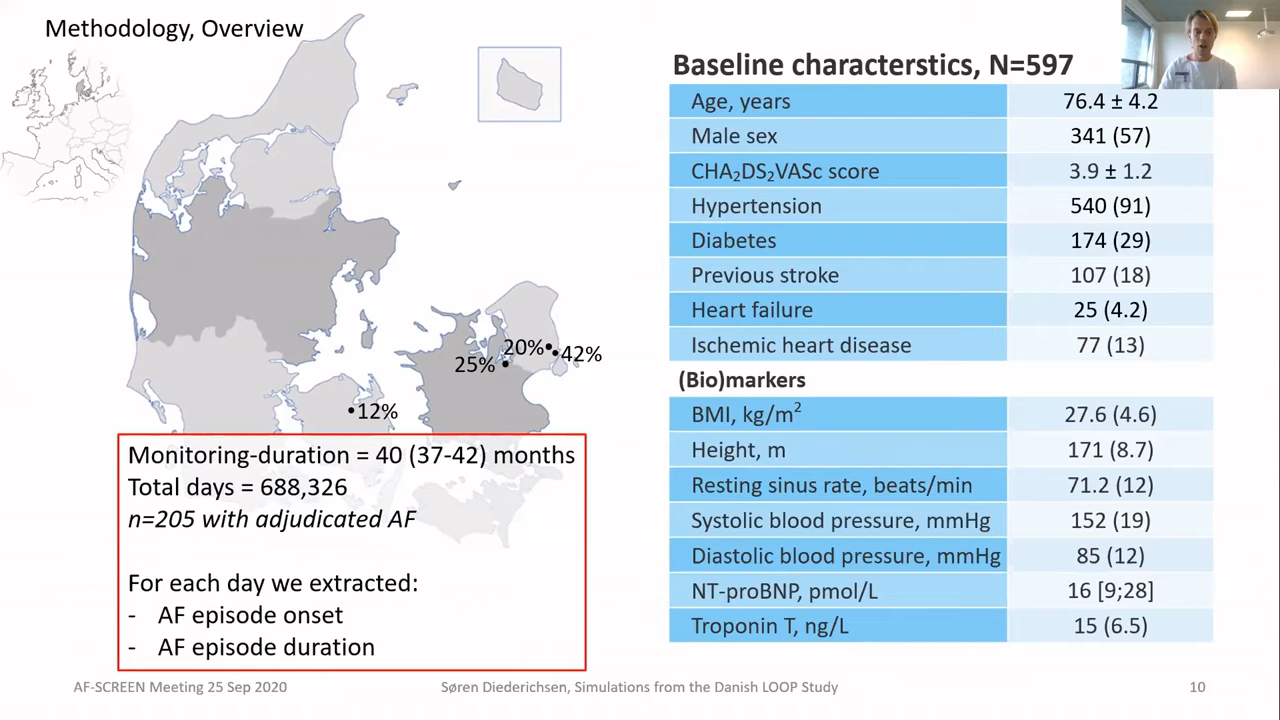 Methodology, Overview
20%
42%
25%
12%
Monitoring-duration = 40 (37-42) months
Total days = 688,326
n=205 with adjudicated AF
For each day we extracted:
- AF episode onset
- AF episode duration
Baseline characterstics, N=597
Age, years 76.4 ± 4.2
Male sex 341 (57)
CHA₂DS₂VASc score 3.9 ± 1.2
Hypertension 540 (91)
Diabetes 174 (29)
Previous stroke 107 (18)
Heart failure 25 (4.2)
Ischemic heart disease 77 (13)
(Bio)markers
BMI, kg/m² 27.6 (4.6)
Height, m 171 (8.7)
Resting sinus rate, beats/min 71.2 (12)
Systolic blood pressure, mmHg 152 (19)
Diastolic blood pressure, mmHg 85 (12)
NT-proBNP, pmol/L 16 [9;28]
Troponin T, ng/L 15 (6.5)
AF-SCREEN Meeting 25 Sep 2020
Søren Diederichsen, Simulations from the Danish LOOP Study
10